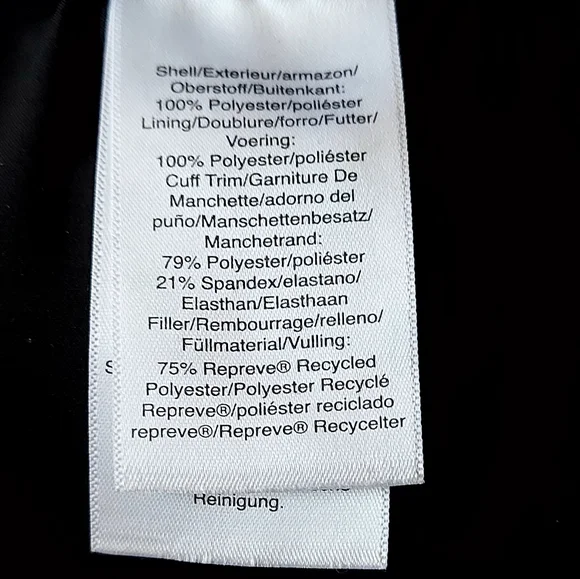 Shell/Exterieur/armazon/
Oberstoff/Buitenkant:
100% Polyester/poliéster
Lining/Doublure/forro/Futter/
Voering:
100% Polyester/poliéster
Cuff Trim/Garniture De
Manchette/adorno del
puño/Manschettenbesatz/
Manchetrand:
79% Polyester/poliéster
21% Spandex/elastano/
Elasthan/Elasthaan
Filler/Rembourrage/relleno/
Füllmaterial/Vulling:
75% Repreve® Recycled
Polyester/Polyester Recyclé
Repreve®/poliéster reciclado
repreve®/Repreve® Recycelter
Reinigung.